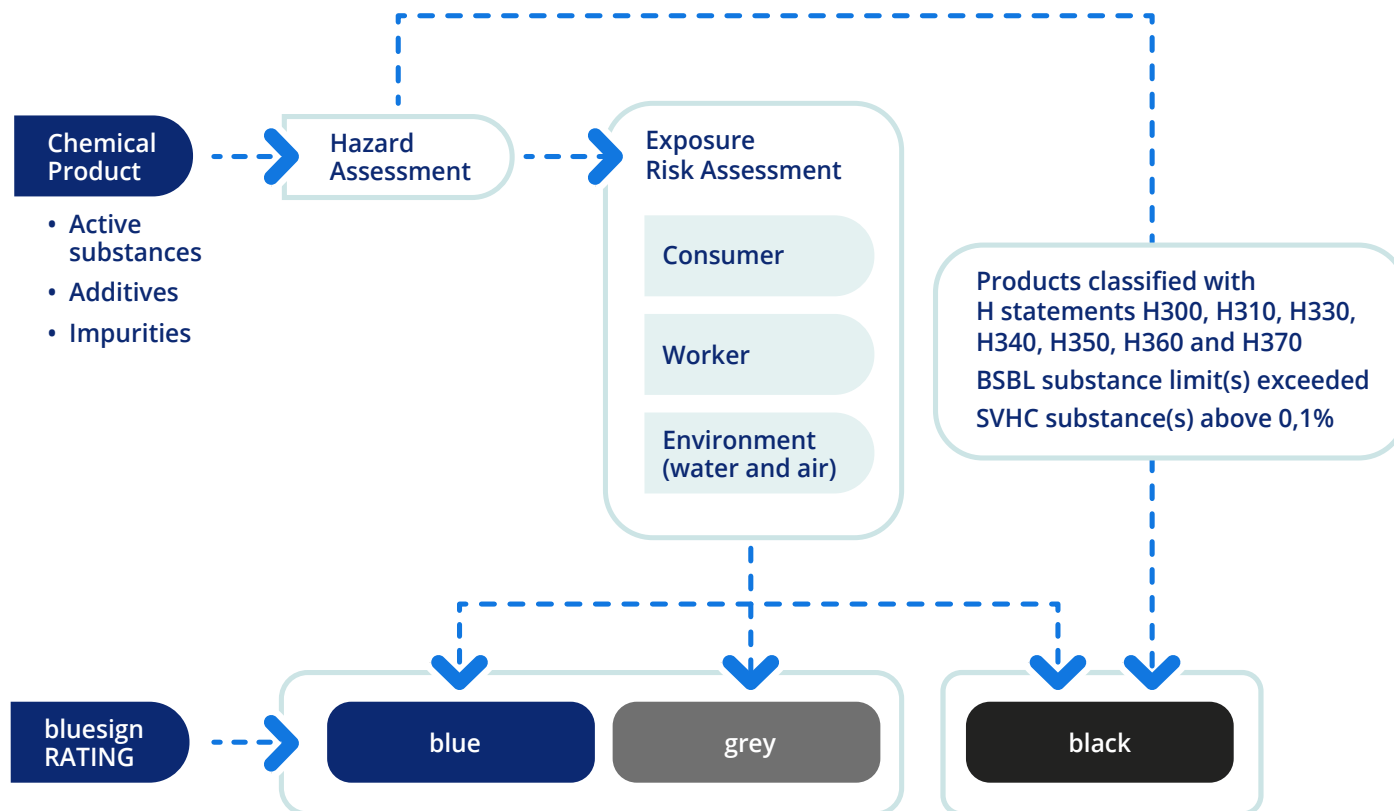 Chemical
Product
• Active
substances
• Additives
• Impurities
Hazard
Assessment
Exposure
Risk Assessment
Consumer
Worker
Environment
(water and air)
Products classified with
H statements H300, H310, H330,
H340, H350, H360 and H370
BSBL substance limit(s) exceeded
SVHC substance(s) above 0,1%
bluesign
RATING
blue
grey
black